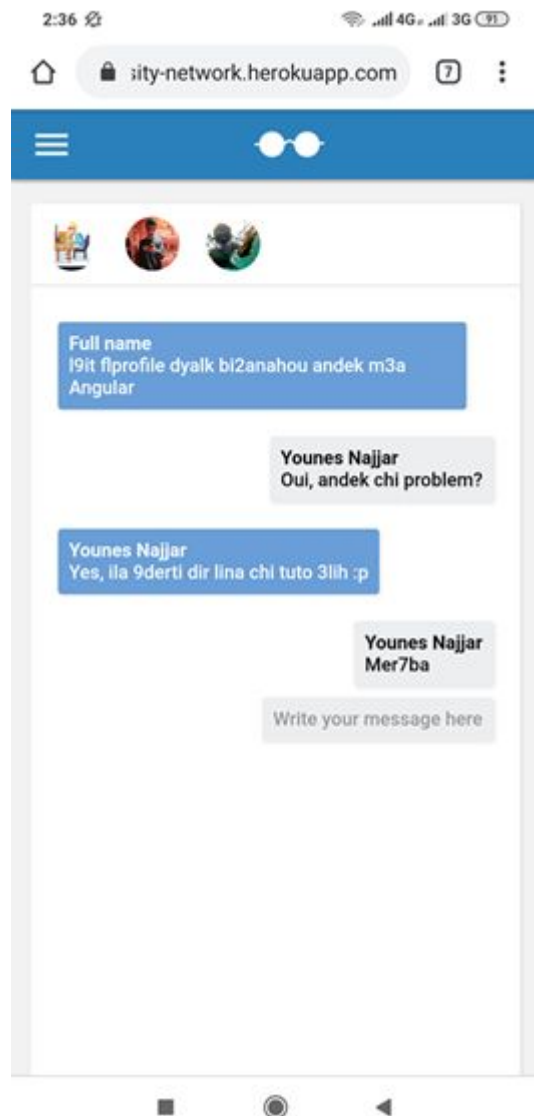 2:36 4G 3G 91
sity-network.herokuapp.com 7
Full name
l9it flprofile dyalk bi2anahou andek m3a
Angular
Younes Najjar
Oui, andek chi problem?
Younes Najjar
Yes, ila 9derti dir lina chi tuto 3lih :p
Younes Najjar
Mer7ba
Write your message here